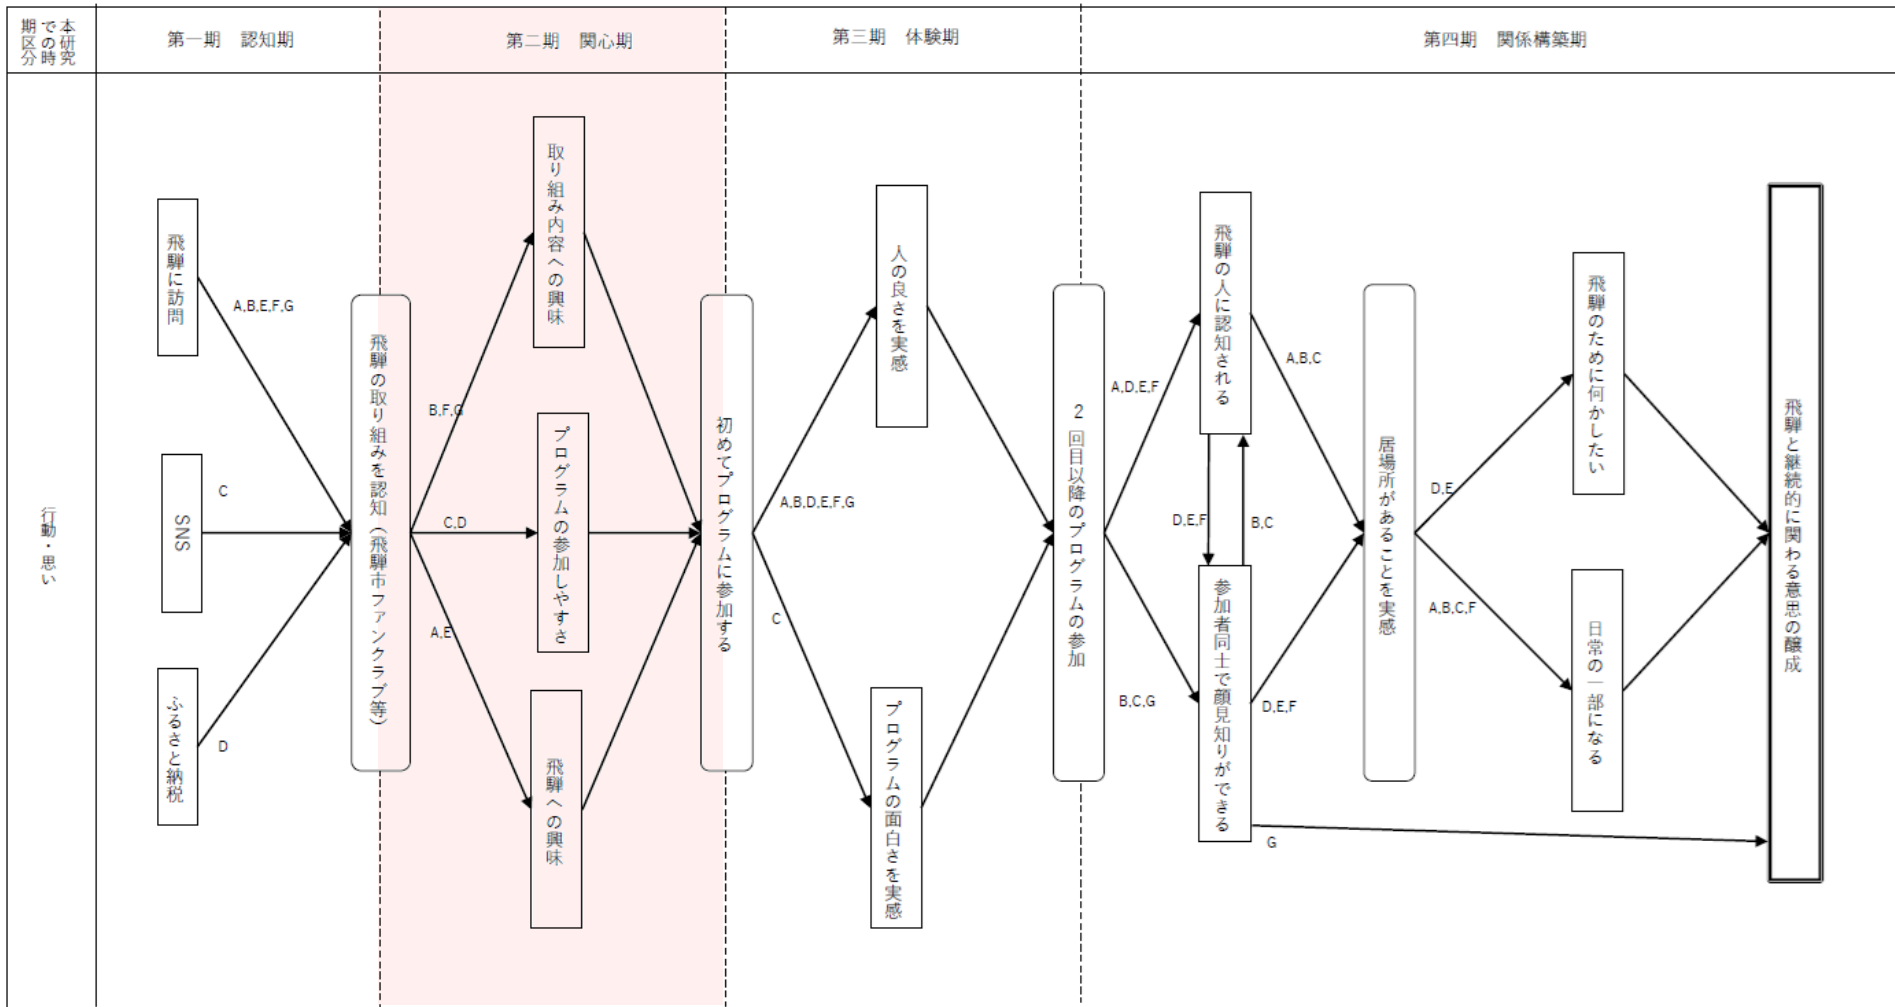 本研究
での時
期区分
第一期　認知期
第二期　関心期
第三期　体験期
第四期　関係構築期
行動・思い
飛騨に訪問
SNS
ふるさと納税
A,B,E,F,G
C
D
飛騨の取り組みを認知（飛騨市ファンクラブ等）
B,F,G
C,D
A,E
取り組み内容への興味
プログラムの参加しやすさ
飛騨への興味
初めてプログラムに参加する
A,B,D,E,F,G
C
人の良さを実感
プログラムの面白さを実感
２回目以降のプログラムの参加
A,D,E,F
B,C,G
飛騨の人に認知される
D,E,F
B,C
参加者同士で顔見知りができる
A,B,C
D,E,F
G
居場所があることを実感
D,E
A,B,C,F
飛騨のために何かしたい
日常の一部になる
飛騨と継続的に関わる意思の醸成